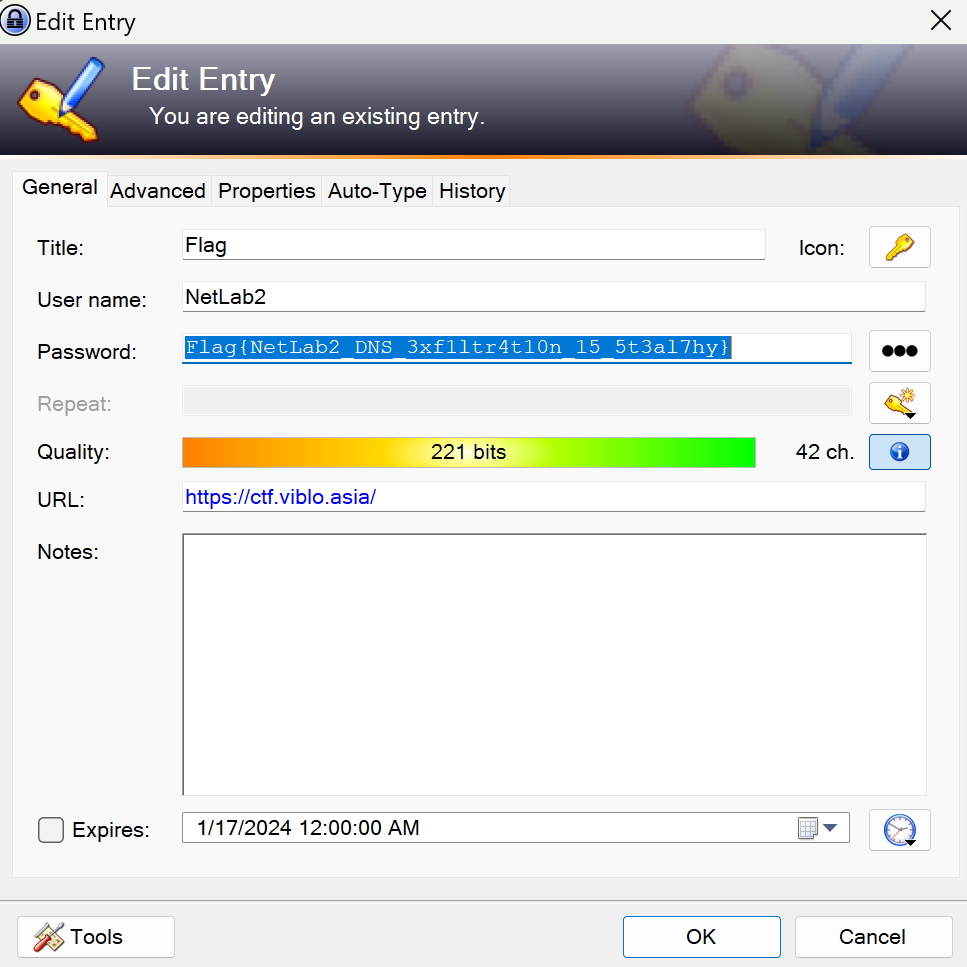 Edit Entry
Edit Entry
You are editing an existing entry.
General Advanced Properties Auto-Type History
Title: Flag Icon:
User name: NetLab2
Password: Flag{NetLab2_DNS_3xf1ltr4t10n_15_5t3al7hy}
Repeat:
Quality: 221 bits 42 ch.
URL: https://ctf.viblo.asia/
Notes:
Expires: 1/17/2024 12:00:00 AM
Tools OK Cancel